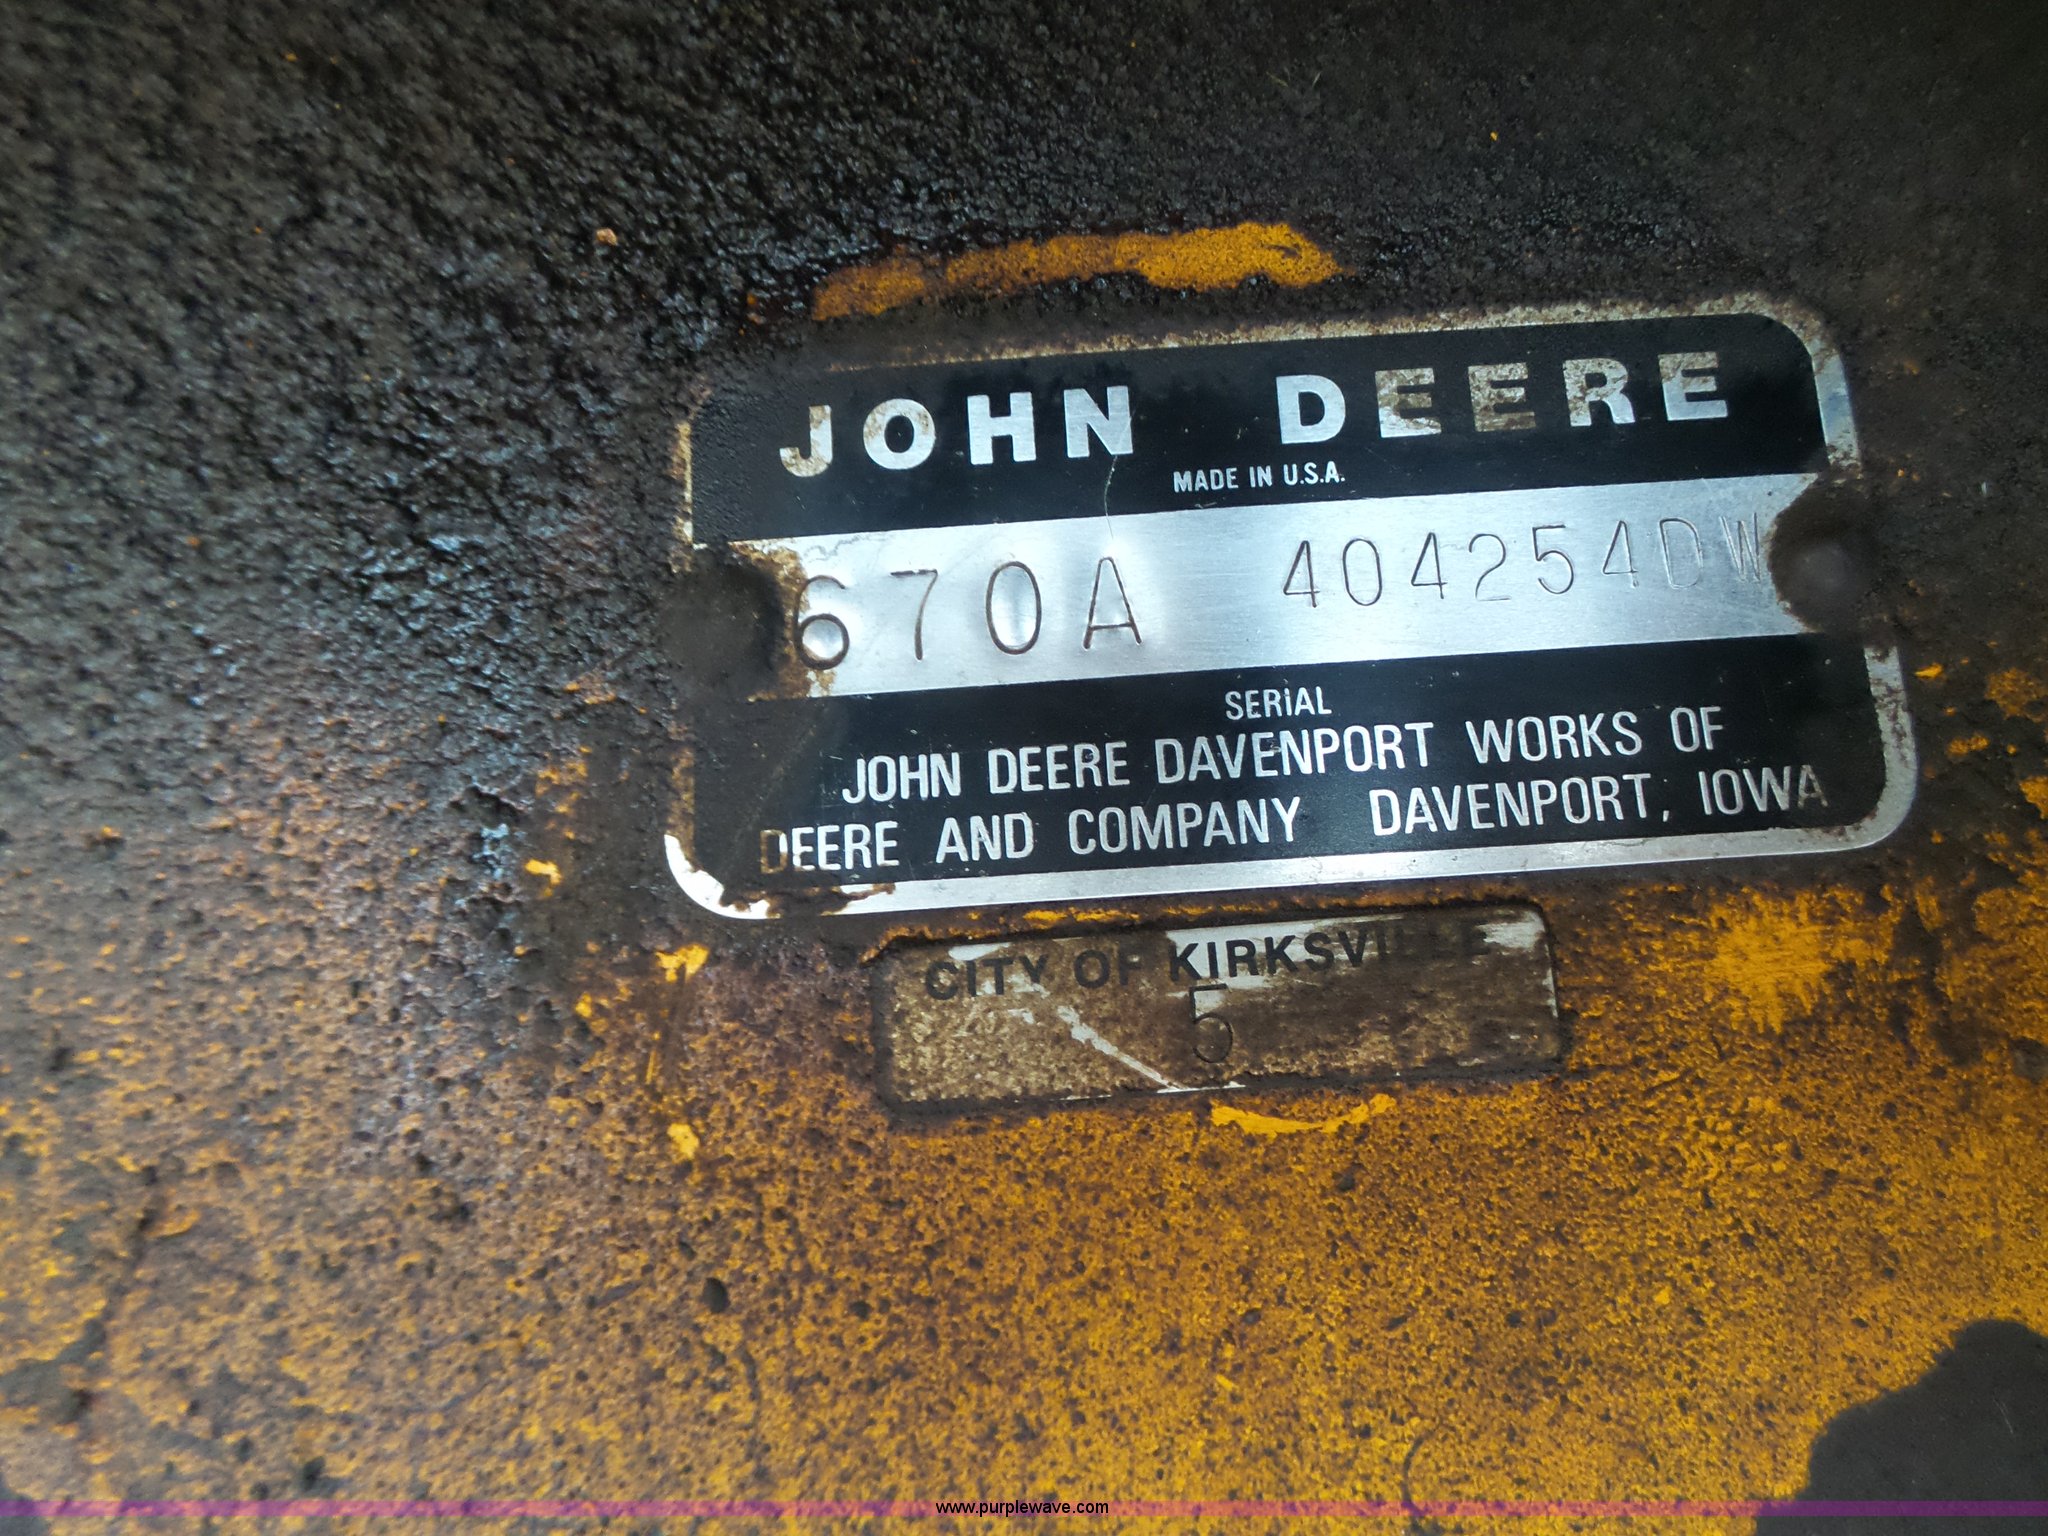 JOHN DEERE
MADE IN U.S.A.
670A 404254DW
SERIAL
JOHN DEERE DAVENPORT WORKS OF
DEERE AND COMPANY DAVENPORT, IOWA
CITY OF KIRKSVILLE
5
www.purplewave.com